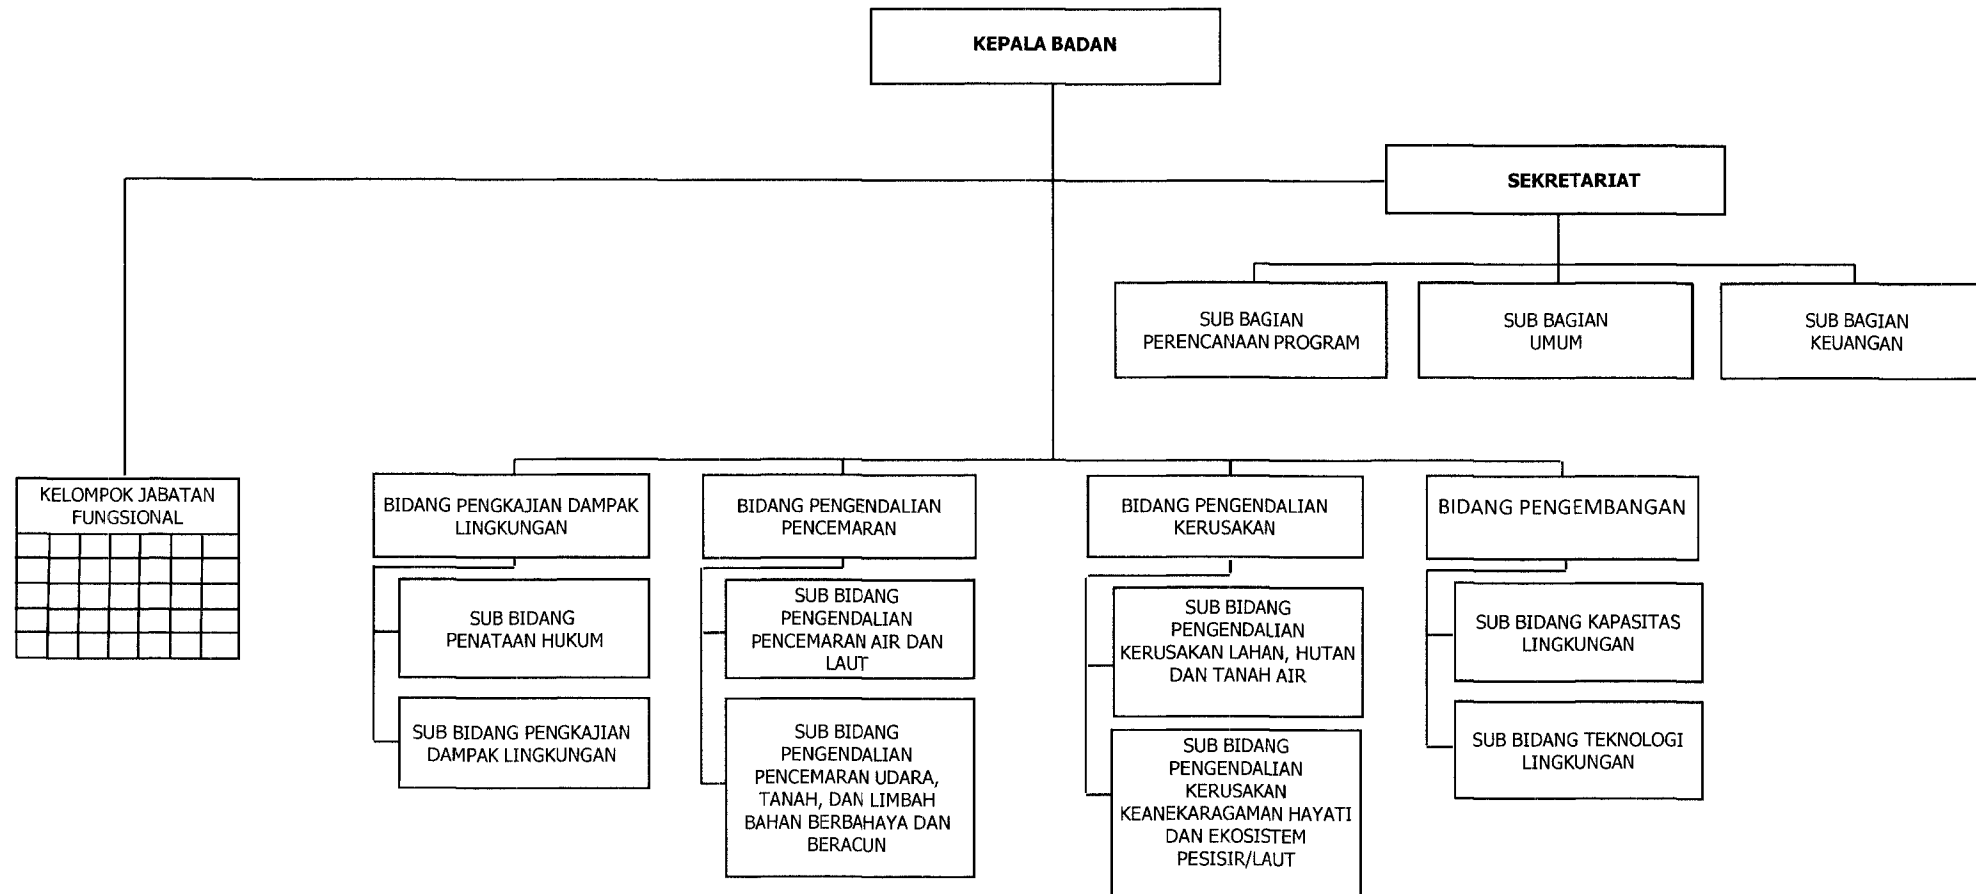 KEPALA BADAN
SEKRETARIAT
SUB BAGIAN
PERENCANAAN PROGRAM
SUB BAGIAN
UMUM
SUB BAGIAN
KEUANGAN
KELOMPOK JABATAN
FUNGSIONAL
BIDANG PENGKAJIAN DAMPAK
LINGKUNGAN
SUB BIDANG
PENATAAN HUKUM
SUB BIDANG PENGKAJIAN
DAMPAK LINGKUNGAN
BIDANG PENGENDALIAN
PENCEMARAN
SUB BIDANG
PENGENDALIAN
PENCEMARAN AIR DAN
LAUT
SUB BIDANG
PENGENDALIAN
PENCEMARAN UDARA,
TANAH, DAN LIMBAH
BAHAN BERBAHAYA DAN
BERACUN
BIDANG PENGENDALIAN
KERUSAKAN
SUB BIDANG
PENGENDALIAN
KERUSAKAN LAHAN, HUTAN
DAN TANAH AIR
SUB BIDANG
PENGENDALIAN
KERUSAKAN
KEANEKARAGAMAN HAYATI
DAN EKOSISTEM
PESISIR/LAUT
BIDANG PENGEMBANGAN
SUB BIDANG KAPASITAS
LINGKUNGAN
SUB BIDANG TEKNOLOGI
LINGKUNGAN